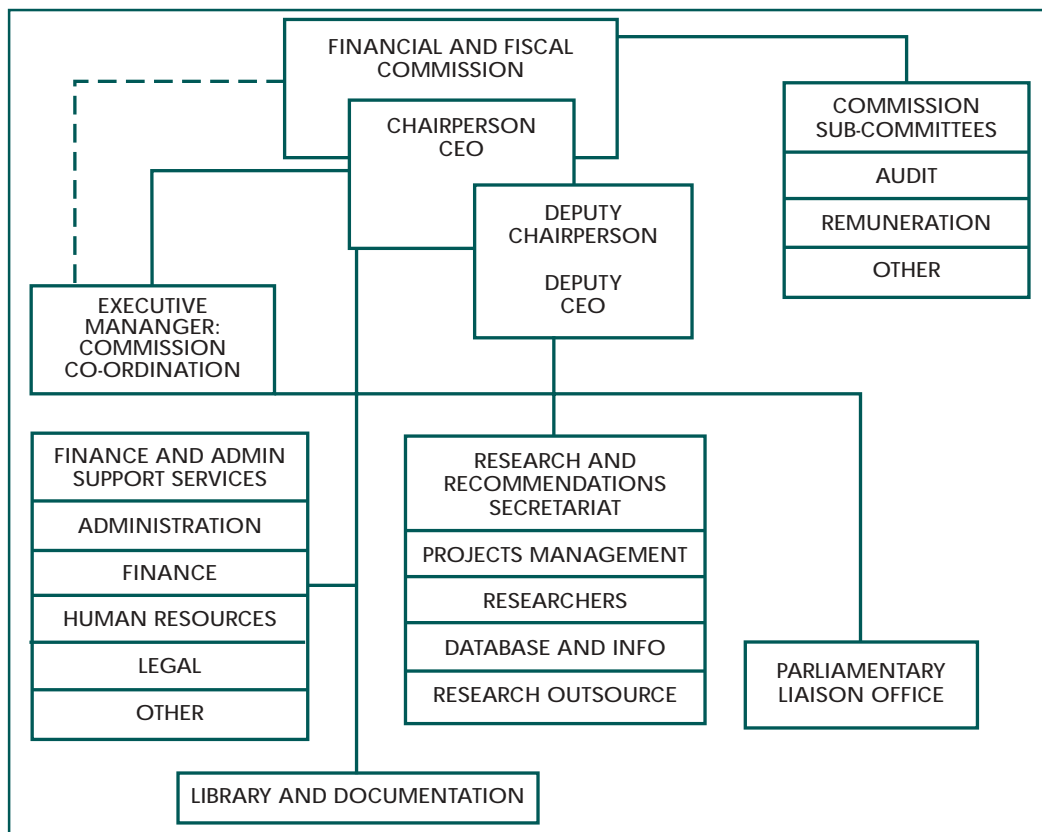 FINANCIAL AND FISCAL
COMMISSION
CHAIRPERSON
CEO
DEPUTY
CHAIRPERSON
DEPUTY
CEO
COMMISSION
SUB-COMMITTEES
AUDIT
REMUNERATION
OTHER
EXECUTIVE
MANANGER:
COMMISSION
CO-ORDINATION
FINANCE AND ADMIN
SUPPORT SERVICES
ADMINISTRATION
FINANCE
HUMAN RESOURCES
LEGAL
OTHER
RESEARCH AND
RECOMMENDATIONS
SECRETARIAT
PROJECTS MANAGEMENT
RESEARCHERS
DATABASE AND INFO
RESEARCH OUTSOURCE
PARLIAMENTARY
LIAISON OFFICE
LIBRARY AND DOCUMENTATION